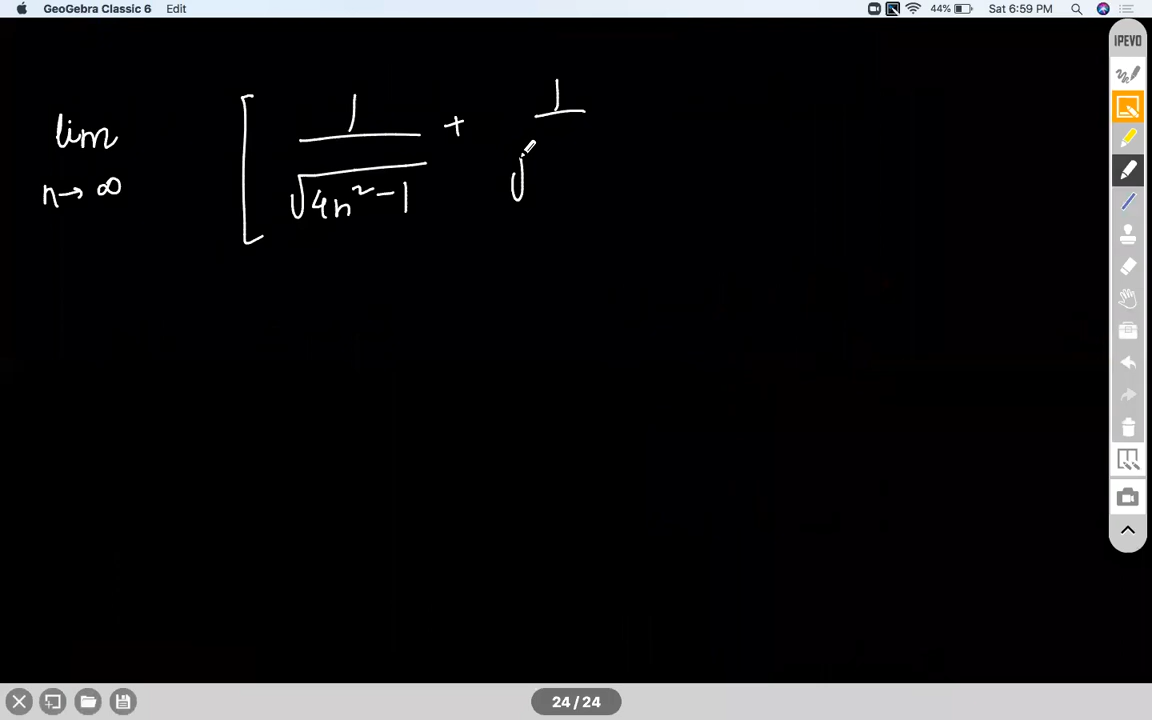 GeoGebra Classic 6 Edit 44% Sat 6:59 PM
IPEVO
lim n→∞ [ 1/√(4n²-1) + 1/√
24 / 24